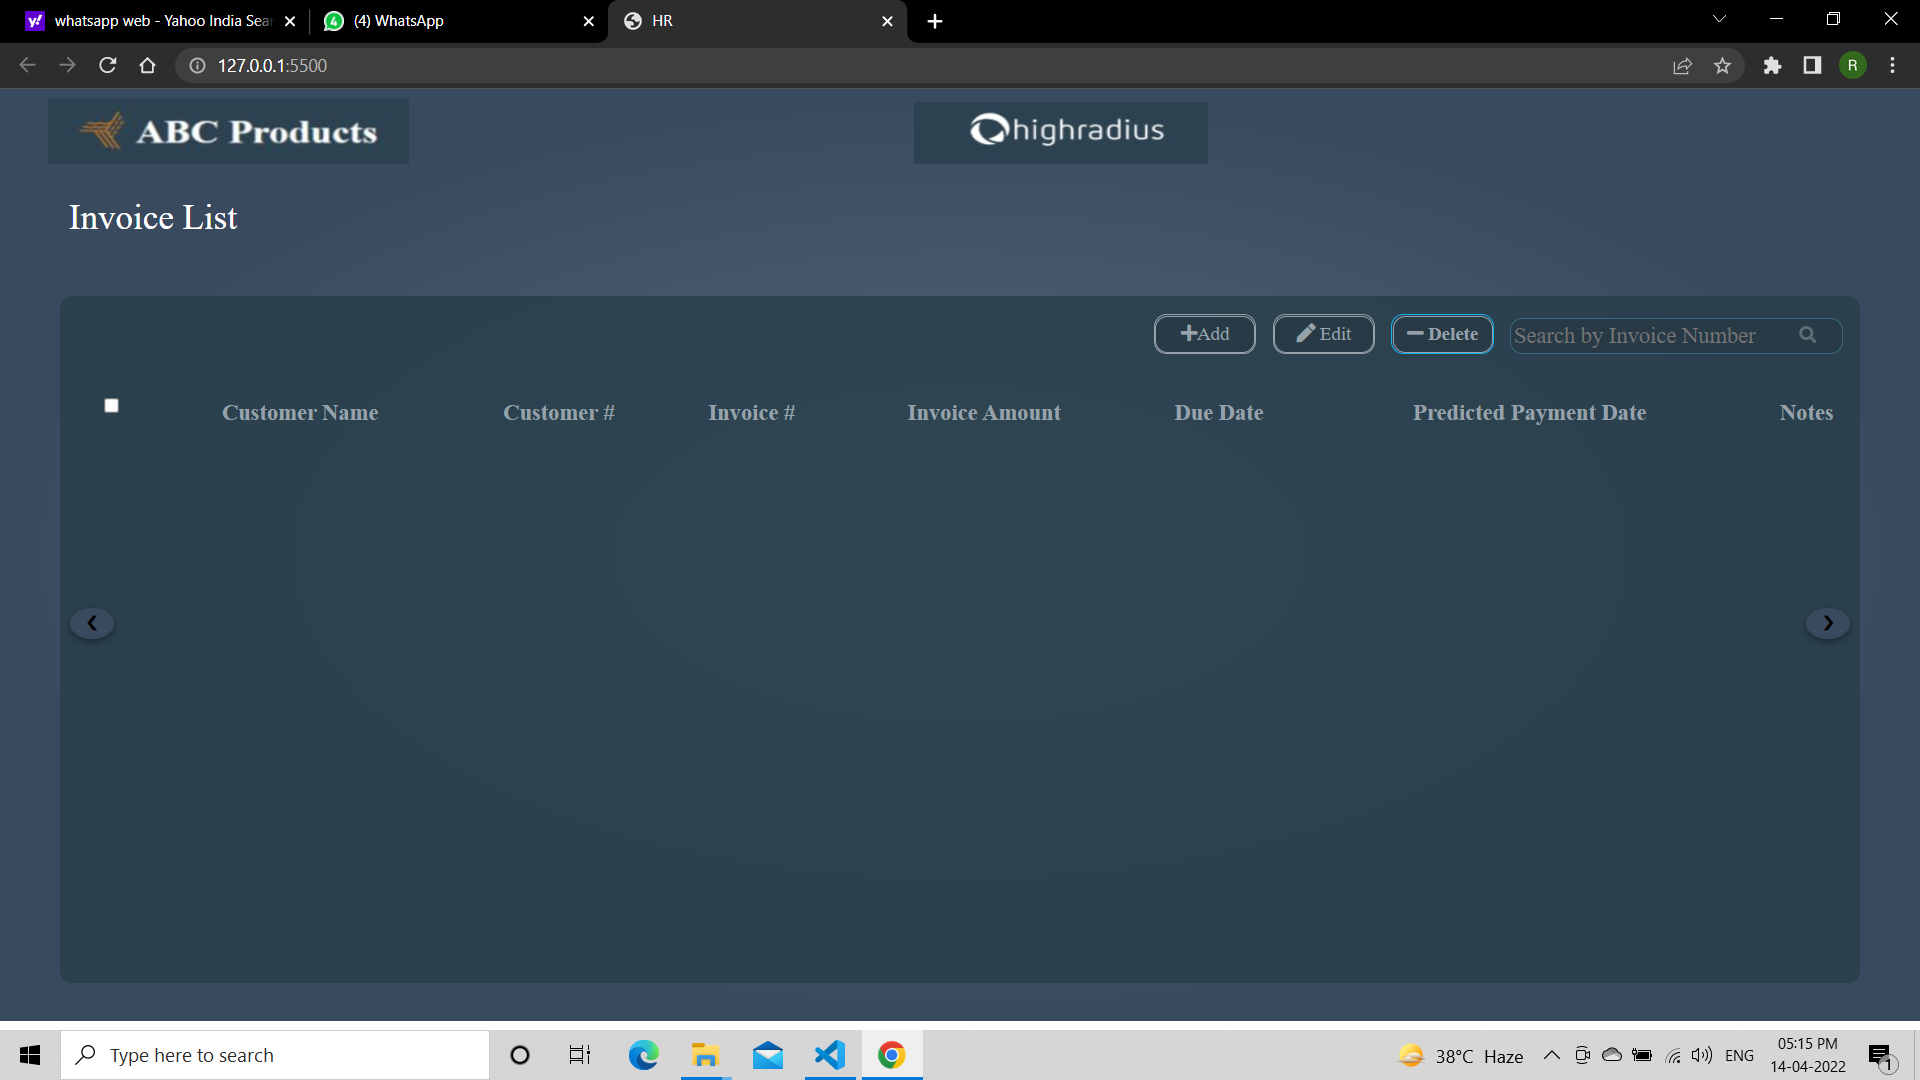 whatsapp web - Yahoo India Sear
(4) WhatsApp
HR
127.0.0.1:5500
R
ABC Products
highradius
Invoice List
Add
Edit
Delete
Search by Invoice Number
Customer Name
Customer #
Invoice #
Invoice Amount
Due Date
Predicted Payment Date
Notes
Type here to search
38°C Haze
ENG
05:15 PM
14-04-2022
1